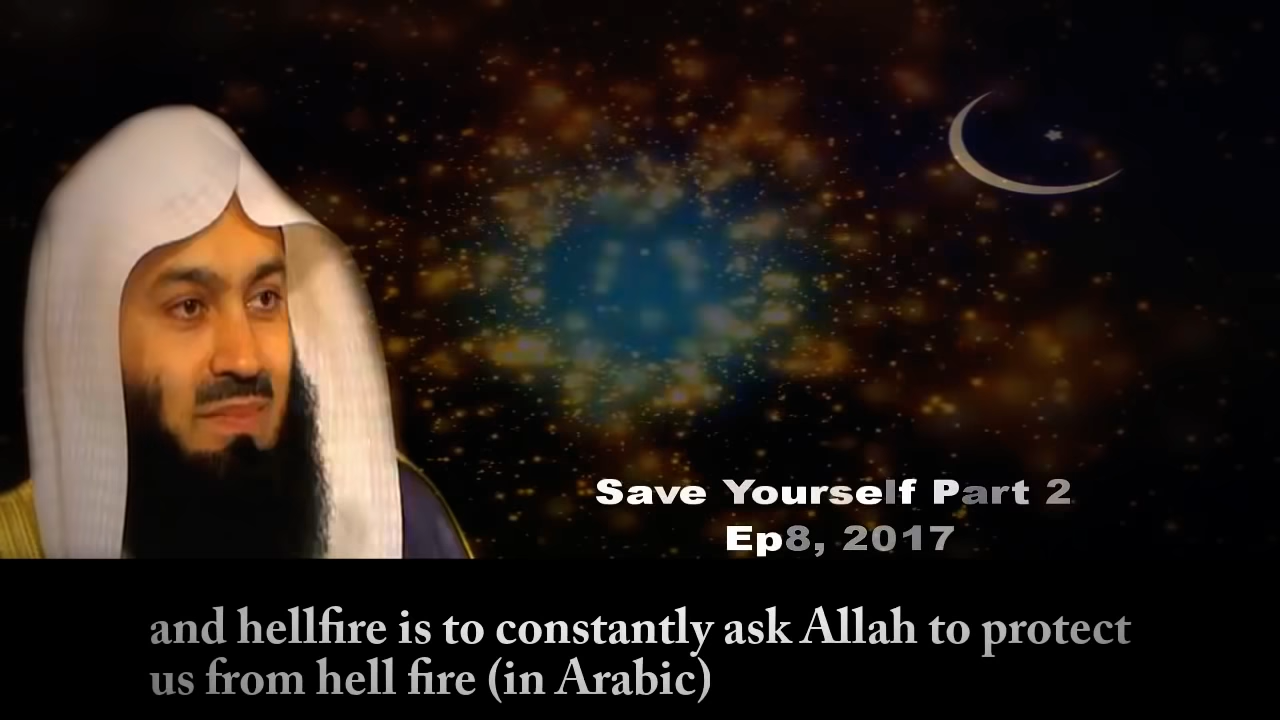 Save Yourself Part 2
Ep8, 2017
and hellfire is to constantly ask Allah to protect
us from hell fire (in Arabic)